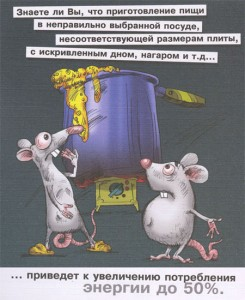 Знаете ли Вы, что приготовление пищи
в неправильно выбранной посуде,
несоответствующей размерам плиты,
с искривленным дном, нагаром и т.д...
... приведет к увеличению потребления
энергии до 50%.